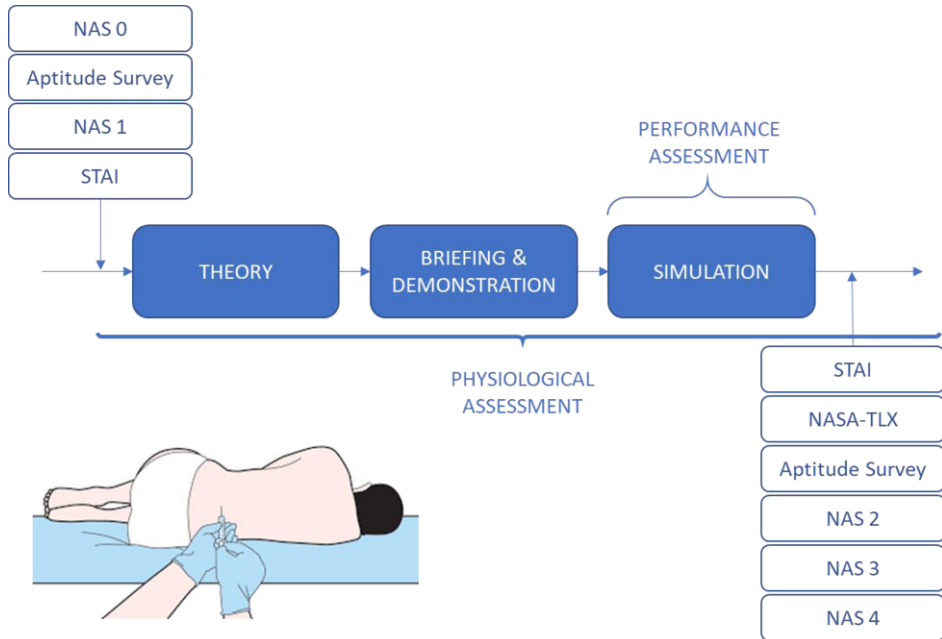 NAS 0
Aptitude Survey
NAS 1
STAI
PERFORMANCE
ASSESSMENT
THEORY
BRIEFING &
DEMONSTRATION
SIMULATION
PHYSIOLOGICAL
ASSESSMENT
STAI
NASA-TLX
Aptitude Survey
NAS 2
NAS 3
NAS 4